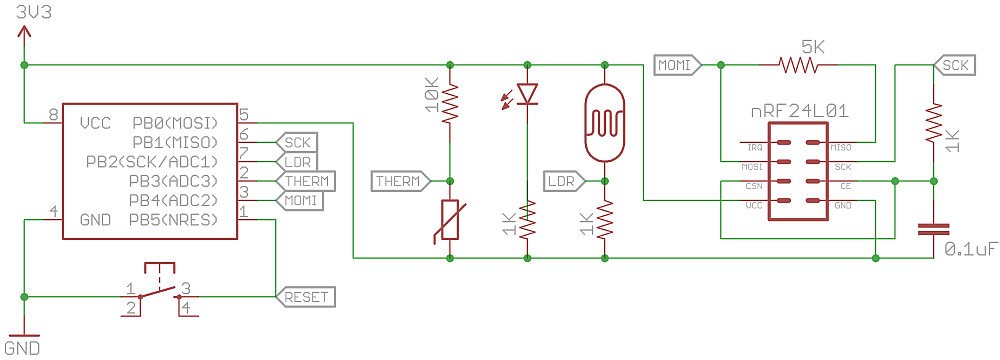 3V3
8 VCC PB0(MOSI) 5
PB1(MISO) 6 SCK
PB2(SCK/ADC1) 7 LDR
PB3(ADC3) 2 THERM
PB4(ADC2) 3 MOMI
4 GND PB5(NRES) 1
1 3 RESET
2 4
GND
10K
THERM
1K
LDR
1K
MOMI
5K
SCK
nRF24L01
1K
IRQ MISO
MOSI SCK
CSN CE
VCC GND
0.1uF